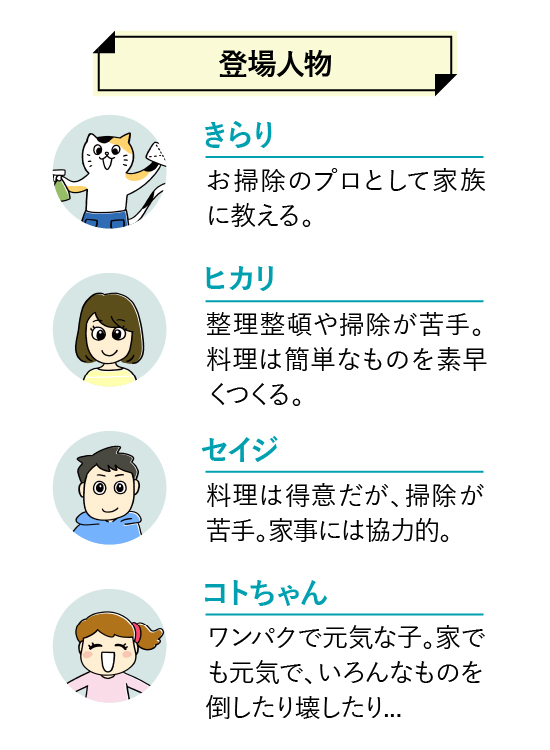 登場人物
きらり
お掃除のプロとして家族
に教える。
ヒカリ
整理整頓や掃除が苦手。
料理は簡単なものを素早
くつくる。
セイジ
料理は得意だが、掃除が
苦手。家事には協力的。
コトちゃん
ワンパクで元気な子。家で
も元気で、いろんなものを
倒したり壊したり...